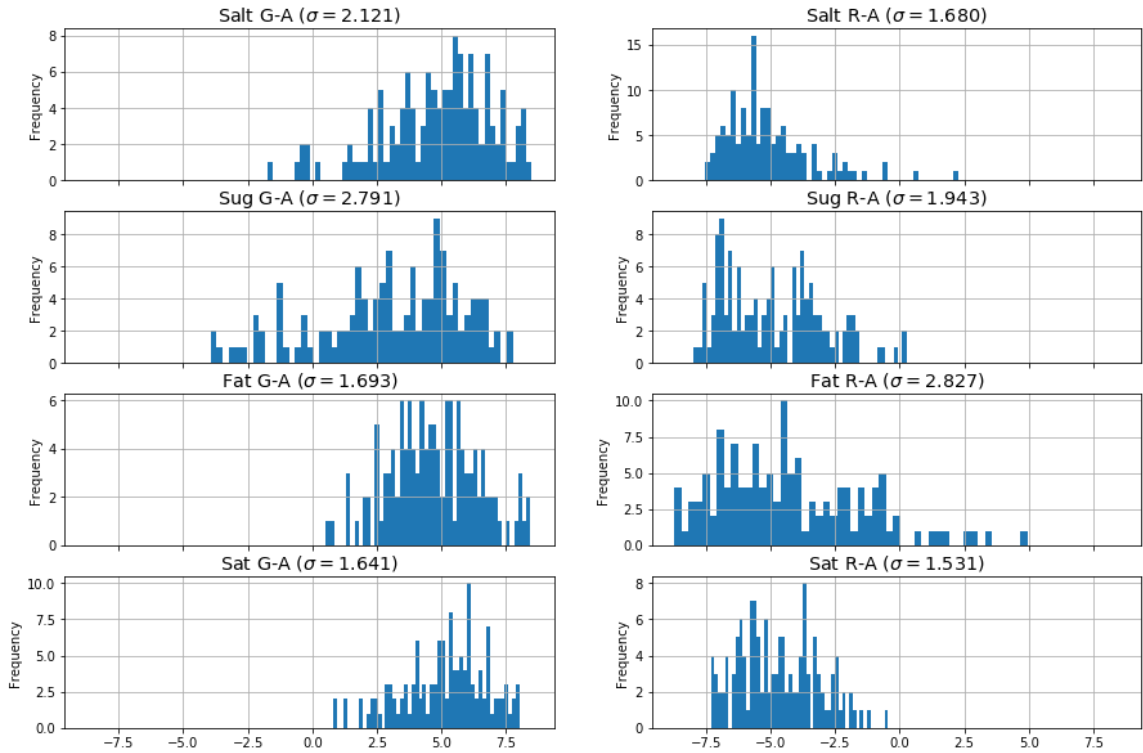 Salt G-A (σ = 2.121)
Frequency
8
6
4
2
0
Salt R-A (σ = 1.680)
Frequency
15
10
5
0
Sug G-A (σ = 2.791)
Frequency
8
6
4
2
0
Sug R-A (σ = 1.943)
Frequency
8
6
4
2
0
Fat G-A (σ = 1.693)
Frequency
6
4
2
0
Fat R-A (σ = 2.827)
Frequency
10.0
7.5
5.0
2.5
0.0
Sat G-A (σ = 1.641)
Frequency
10.0
7.5
5.0
2.5
0.0
−7.5 −5.0 −2.5 0.0 2.5 5.0 7.5
Sat R-A (σ = 1.531)
Frequency
8
6
4
2
0
−7.5 −5.0 −2.5 0.0 2.5 5.0 7.5